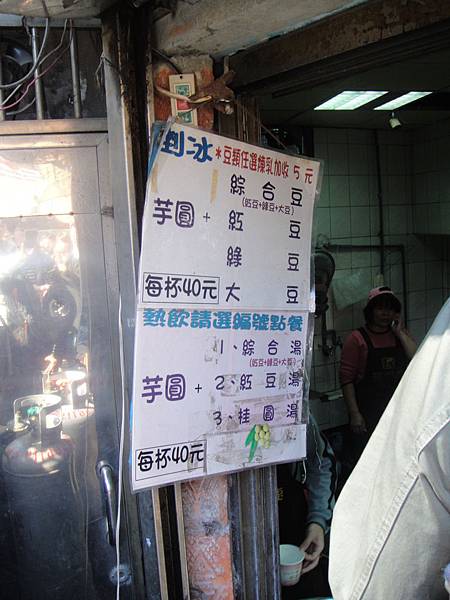 刨冰 *豆類任選煉乳加收5元
綜合豆
(紅豆+綠豆+大豆)
芋圓 + 紅豆
綠豆
每杯40元 大豆
熱飲請選編號點餐
1、綜合湯
(紅豆+綠豆+大豆)
芋圓 + 2、紅豆湯
3、桂圓湯
每杯40元